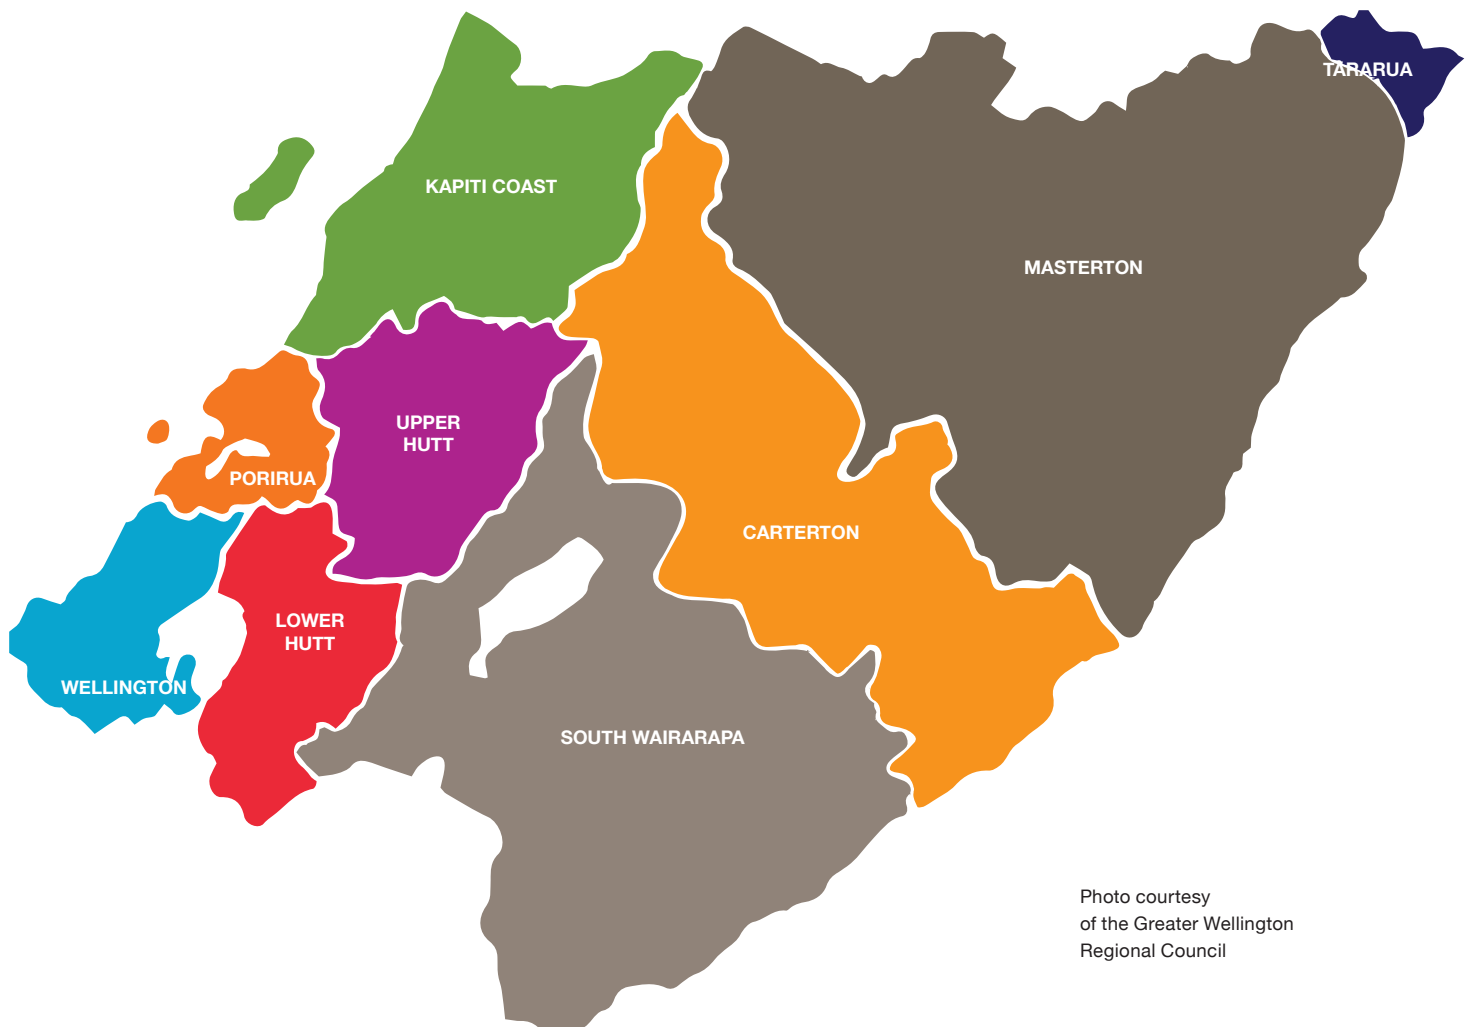 TARARUA
KAPITI COAST
MASTERTON
UPPER
HUTT
PORIRUA
CARTERTON
LOWER
HUTT
WELLINGTON
SOUTH WAIRARAPA
Photo courtesy
of the Greater Wellington
Regional Council